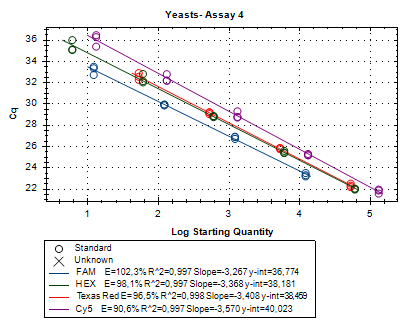 Yeasts- Assay 4
Cq
36
34
32
30
28
26
24
22
1
2
3
4
5
Log Starting Quantity
Standard
Unknown
FAM E=102,3% R^2=0,997 Slope=-3,267 y-int=36,774
HEX E= 98,1% R^2=0,997 Slope=-3,368 y-int=38,181
Texas Red E= 96,5% R^2=0,998 Slope=-3,408 y-int=38,459
Cy5 E= 90,6% R^2=0,997 Slope=-3,570 y-int=40,023